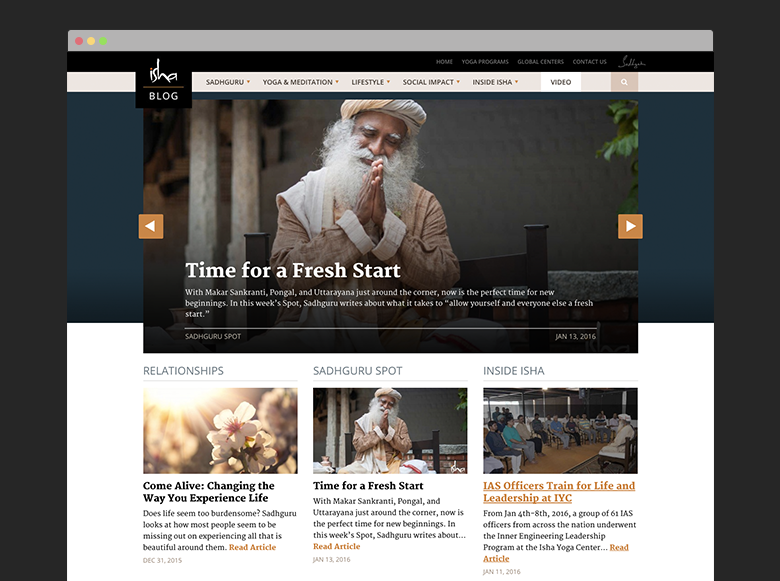 HOME YOGA PROGRAMS GLOBAL CENTERS CONTACT US Sadhguru
isha
BLOG
SADHGURU YOGA & MEDITATION LIFESTYLE SOCIAL IMPACT INSIDE ISHA VIDEO
Time for a Fresh Start
With Makar Sankranti, Pongal, and Uttarayana just around the corner, now is the perfect time for new
beginnings. In this week's Spot, Sadhguru writes about what it takes to "allow yourself and everyone else a fresh
start."
SADHGURU SPOT JAN 13, 2016
RELATIONSHIPS
Come Alive: Changing the
Way You Experience Life
Does life seem too burdensome? Sadhguru
looks at how most people seem to be
missing out on experiencing all that is
beautiful around them. Read Article
DEC 31, 2015
SADHGURU SPOT
isha
Time for a Fresh Start
With Makar Sankranti, Pongal, and
Uttarayana just around the corner, now is
the perfect time for new beginnings. In
this week's Spot, Sadhguru writes about...
Read Article
JAN 13, 2016
INSIDE ISHA
IAS Officers Train for Life and
Leadership at IYC
From Jan 4th-8th, 2016, a group of 61 IAS
officers from across the nation underwent
the Inner Engineering Leadership
Program at the Isha Yoga Center... Read
Article
JAN 11, 2016